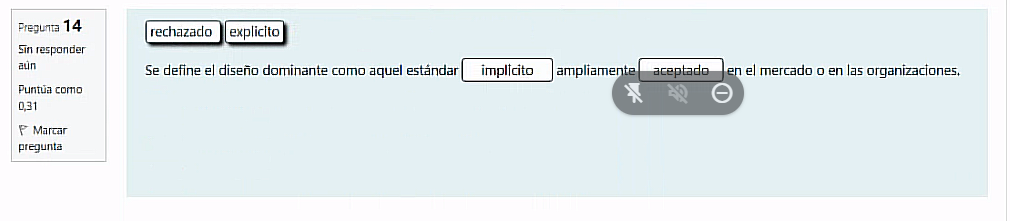 Pregunta 14
Sin responder
aún
Puntúa como
0,31
Marcar
pregunta
rechazado explicito
Se define el diseño dominante como aquel estándar implícito ampliamente aceptado en el mercado o en las organizaciones.